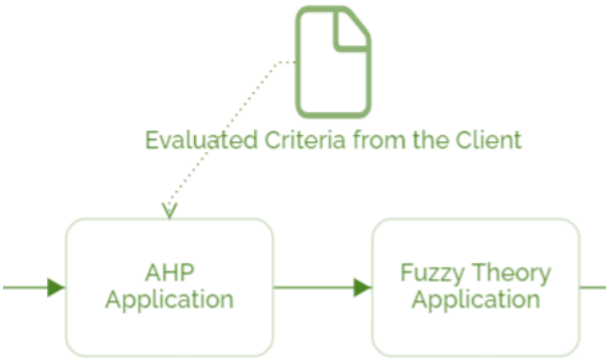 Evaluated Criteria from the Client
AHP
Application
Fuzzy Theory
Application